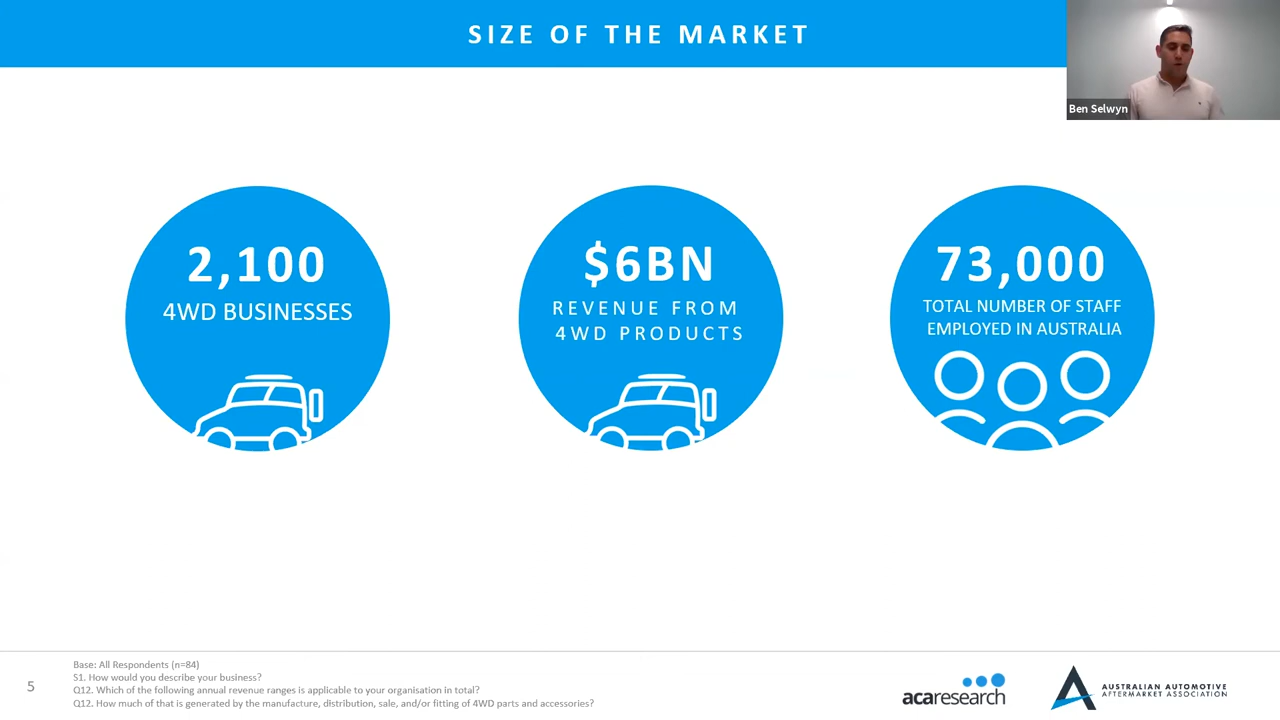 SIZE OF THE MARKET
Ben Selwyn
2,100
4WD BUSINESSES
$6BN
REVENUE FROM
4WD PRODUCTS
73,000
TOTAL NUMBER OF STAFF
EMPLOYED IN AUSTRALIA
5
Base: All Respondents (n=84)
S1. How would you describe your business?
Q12. Which of the following annual revenue ranges is applicable to your organisation in total?
Q12. How much of that is generated by the manufacture, distribution, sale, and/or fitting of 4WD parts and accessories?
acaresearch
AUSTRALIAN AUTOMOTIVE
AFTERMARKET ASSOCIATION